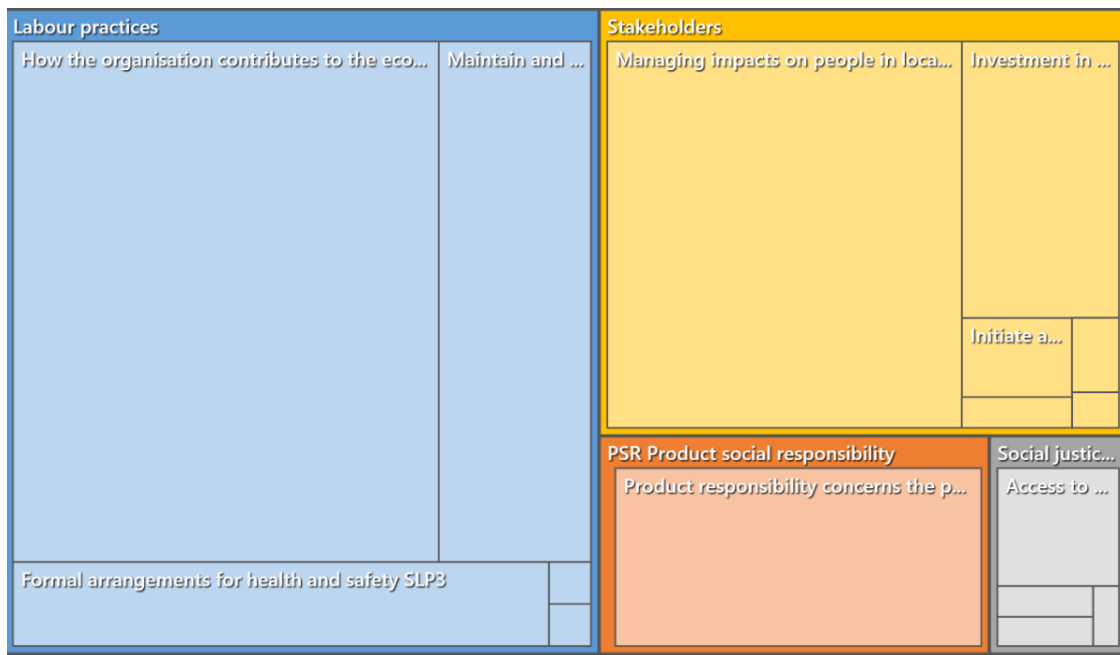 Labour practices
How the organisation contributes to the eco...
Maintain and ...
Formal arrangements for health and safety SLP3
Stakeholders
Managing impacts on people in loca...
Investment in ...
Initiate a...
PSR Product social responsibility
Product responsibility concerns the p...
Social justic...
Access to ...